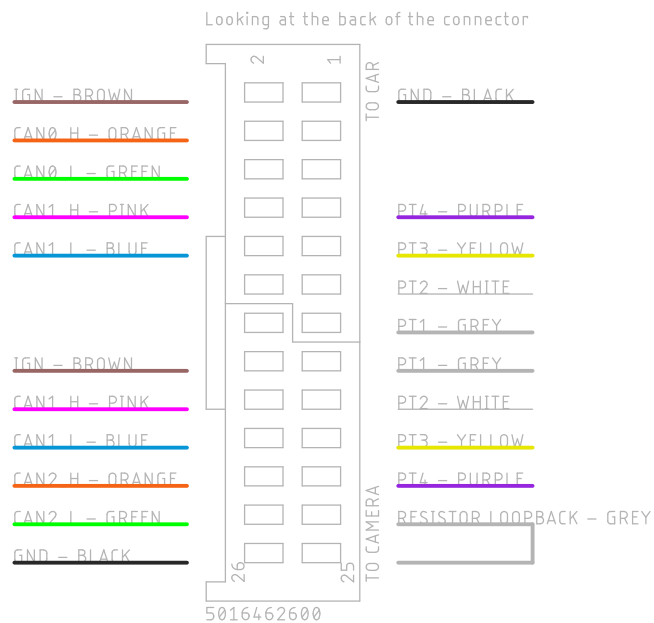 Looking at the back of the connector
2 1
TO CAR
IGN – BROWN
GND – BLACK
CAN0 H – ORANGE
CAN0 L – GREEN
CAN1 H – PINK
PT4 – PURPLE
CAN1 L – BLUE
PT3 – YELLOW
PT2 – WHITE
PT1 – GREY
IGN – BROWN
PT1 – GREY
CAN1 H – PINK
PT2 – WHITE
CAN1 L – BLUE
PT3 – YELLOW
CAN2 H – ORANGE
PT4 – PURPLE
CAN2 L – GREEN
RESISTOR LOOPBACK – GREY
GND – BLACK
TO CAMERA
26 25
5016462600